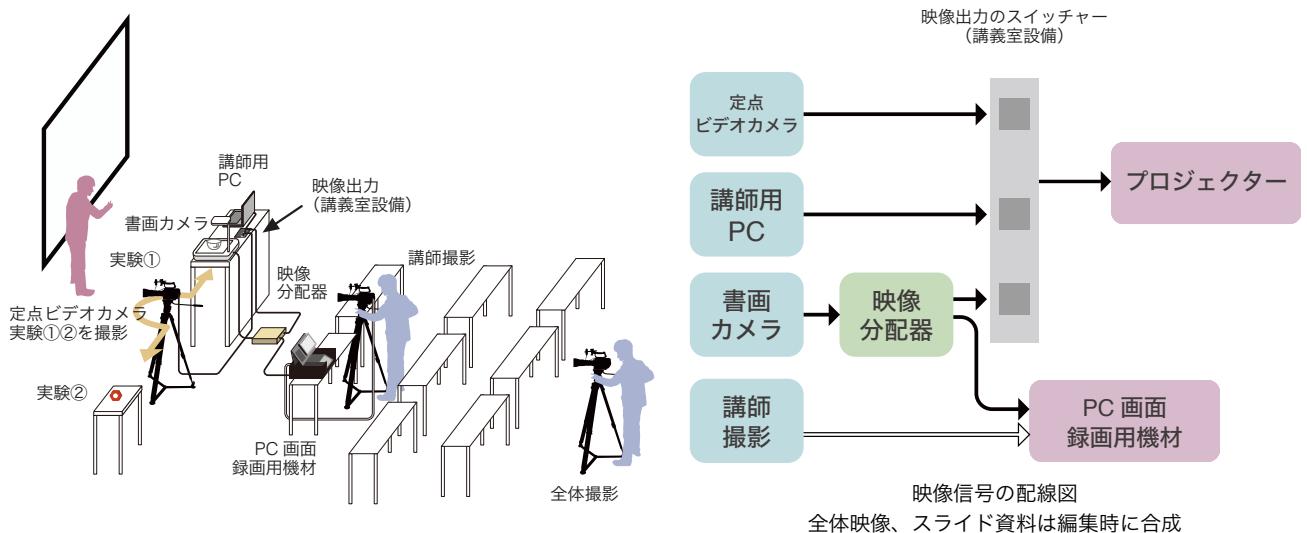 講師用
PC
映像出力
（講義室設備）
書画カメラ
実験①
定点ビデオカメラ
実験①②を撮影
実験②
映像
分配器
講師撮影
PC 画面
録画用機材
全体撮影
映像出力のスイッチャー
（講義室設備）
定点
ビデオカメラ
講師用
PC
書画
カメラ
映像
分配器
講師
撮影
プロジェクター
PC 画面
録画用機材
映像信号の配線図
全体映像、スライド資料は編集時に合成